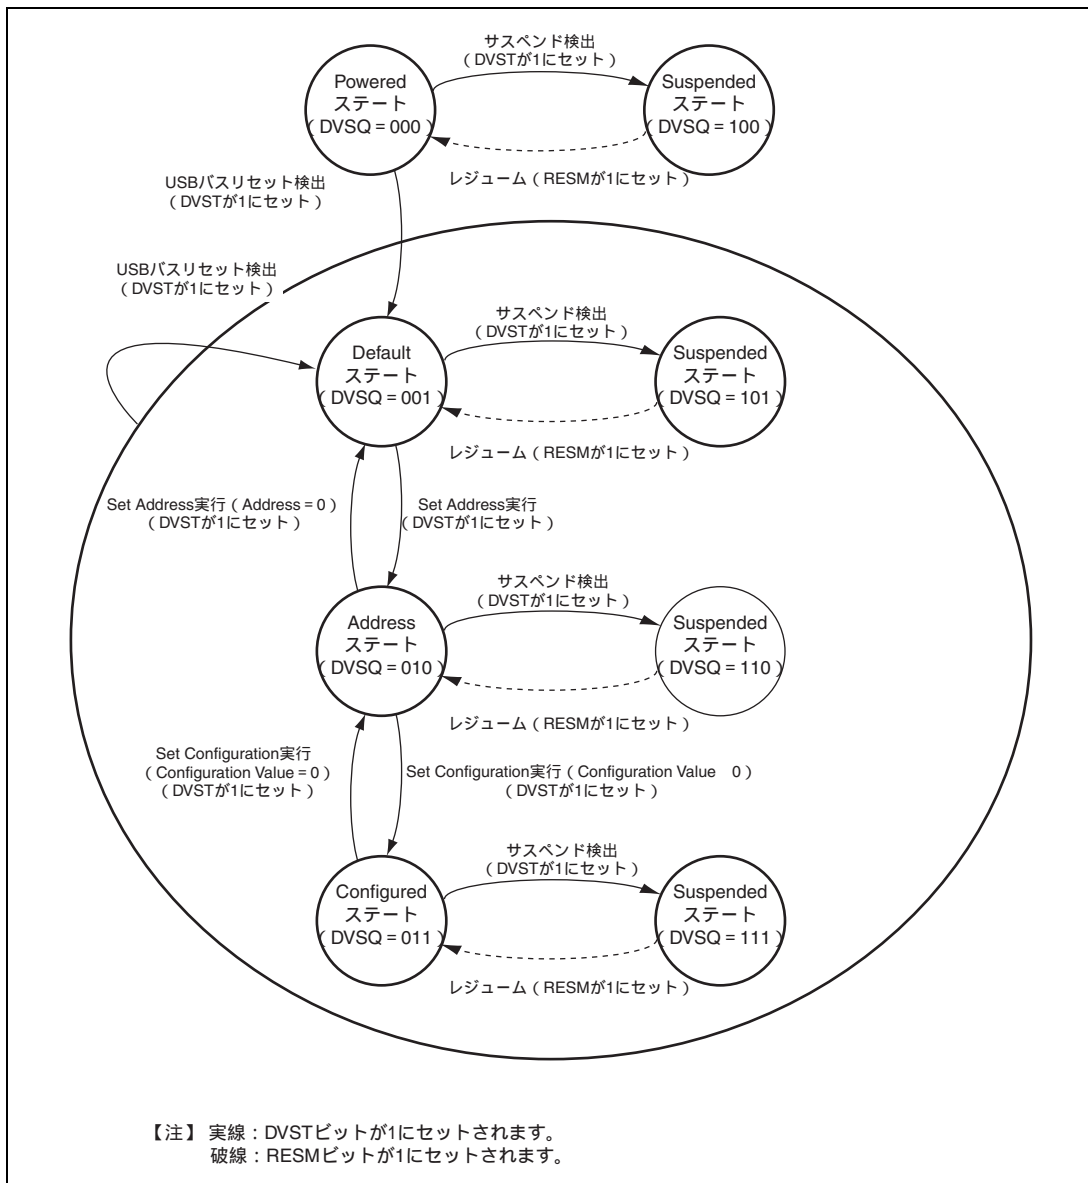 サスペンド検出
（DVSTが1にセット）
Powered
ステート
（DVSQ = 000）
Suspended
ステート
（DVSQ = 100）
レジューム（RESMが1にセット）
USBバスリセット検出
（DVSTが1にセット）
USBバスリセット検出
（DVSTが1にセット）
サスペンド検出
（DVSTが1にセット）
Default
ステート
（DVSQ = 001）
Suspended
ステート
（DVSQ = 101）
レジューム（RESMが1にセット）
Set Address実行（Address = 0）
（DVSTが1にセット）
Set Address実行
（DVSTが1にセット）
サスペンド検出
（DVSTが1にセット）
Address
ステート
（DVSQ = 010）
Suspended
ステート
（DVSQ = 110）
レジューム（RESMが1にセット）
Set Configuration実行
（Configuration Value = 0）
（DVSTが1にセット）
Set Configuration実行（Configuration Value　0）
（DVSTが1にセット）
サスペンド検出
（DVSTが1にセット）
Configured
ステート
（DVSQ = 011）
Suspended
ステート
（DVSQ = 111）
レジューム（RESMが1にセット）
【注】 実線：DVSTビットが1にセットされます。
破線：RESMビットが1にセットされます。